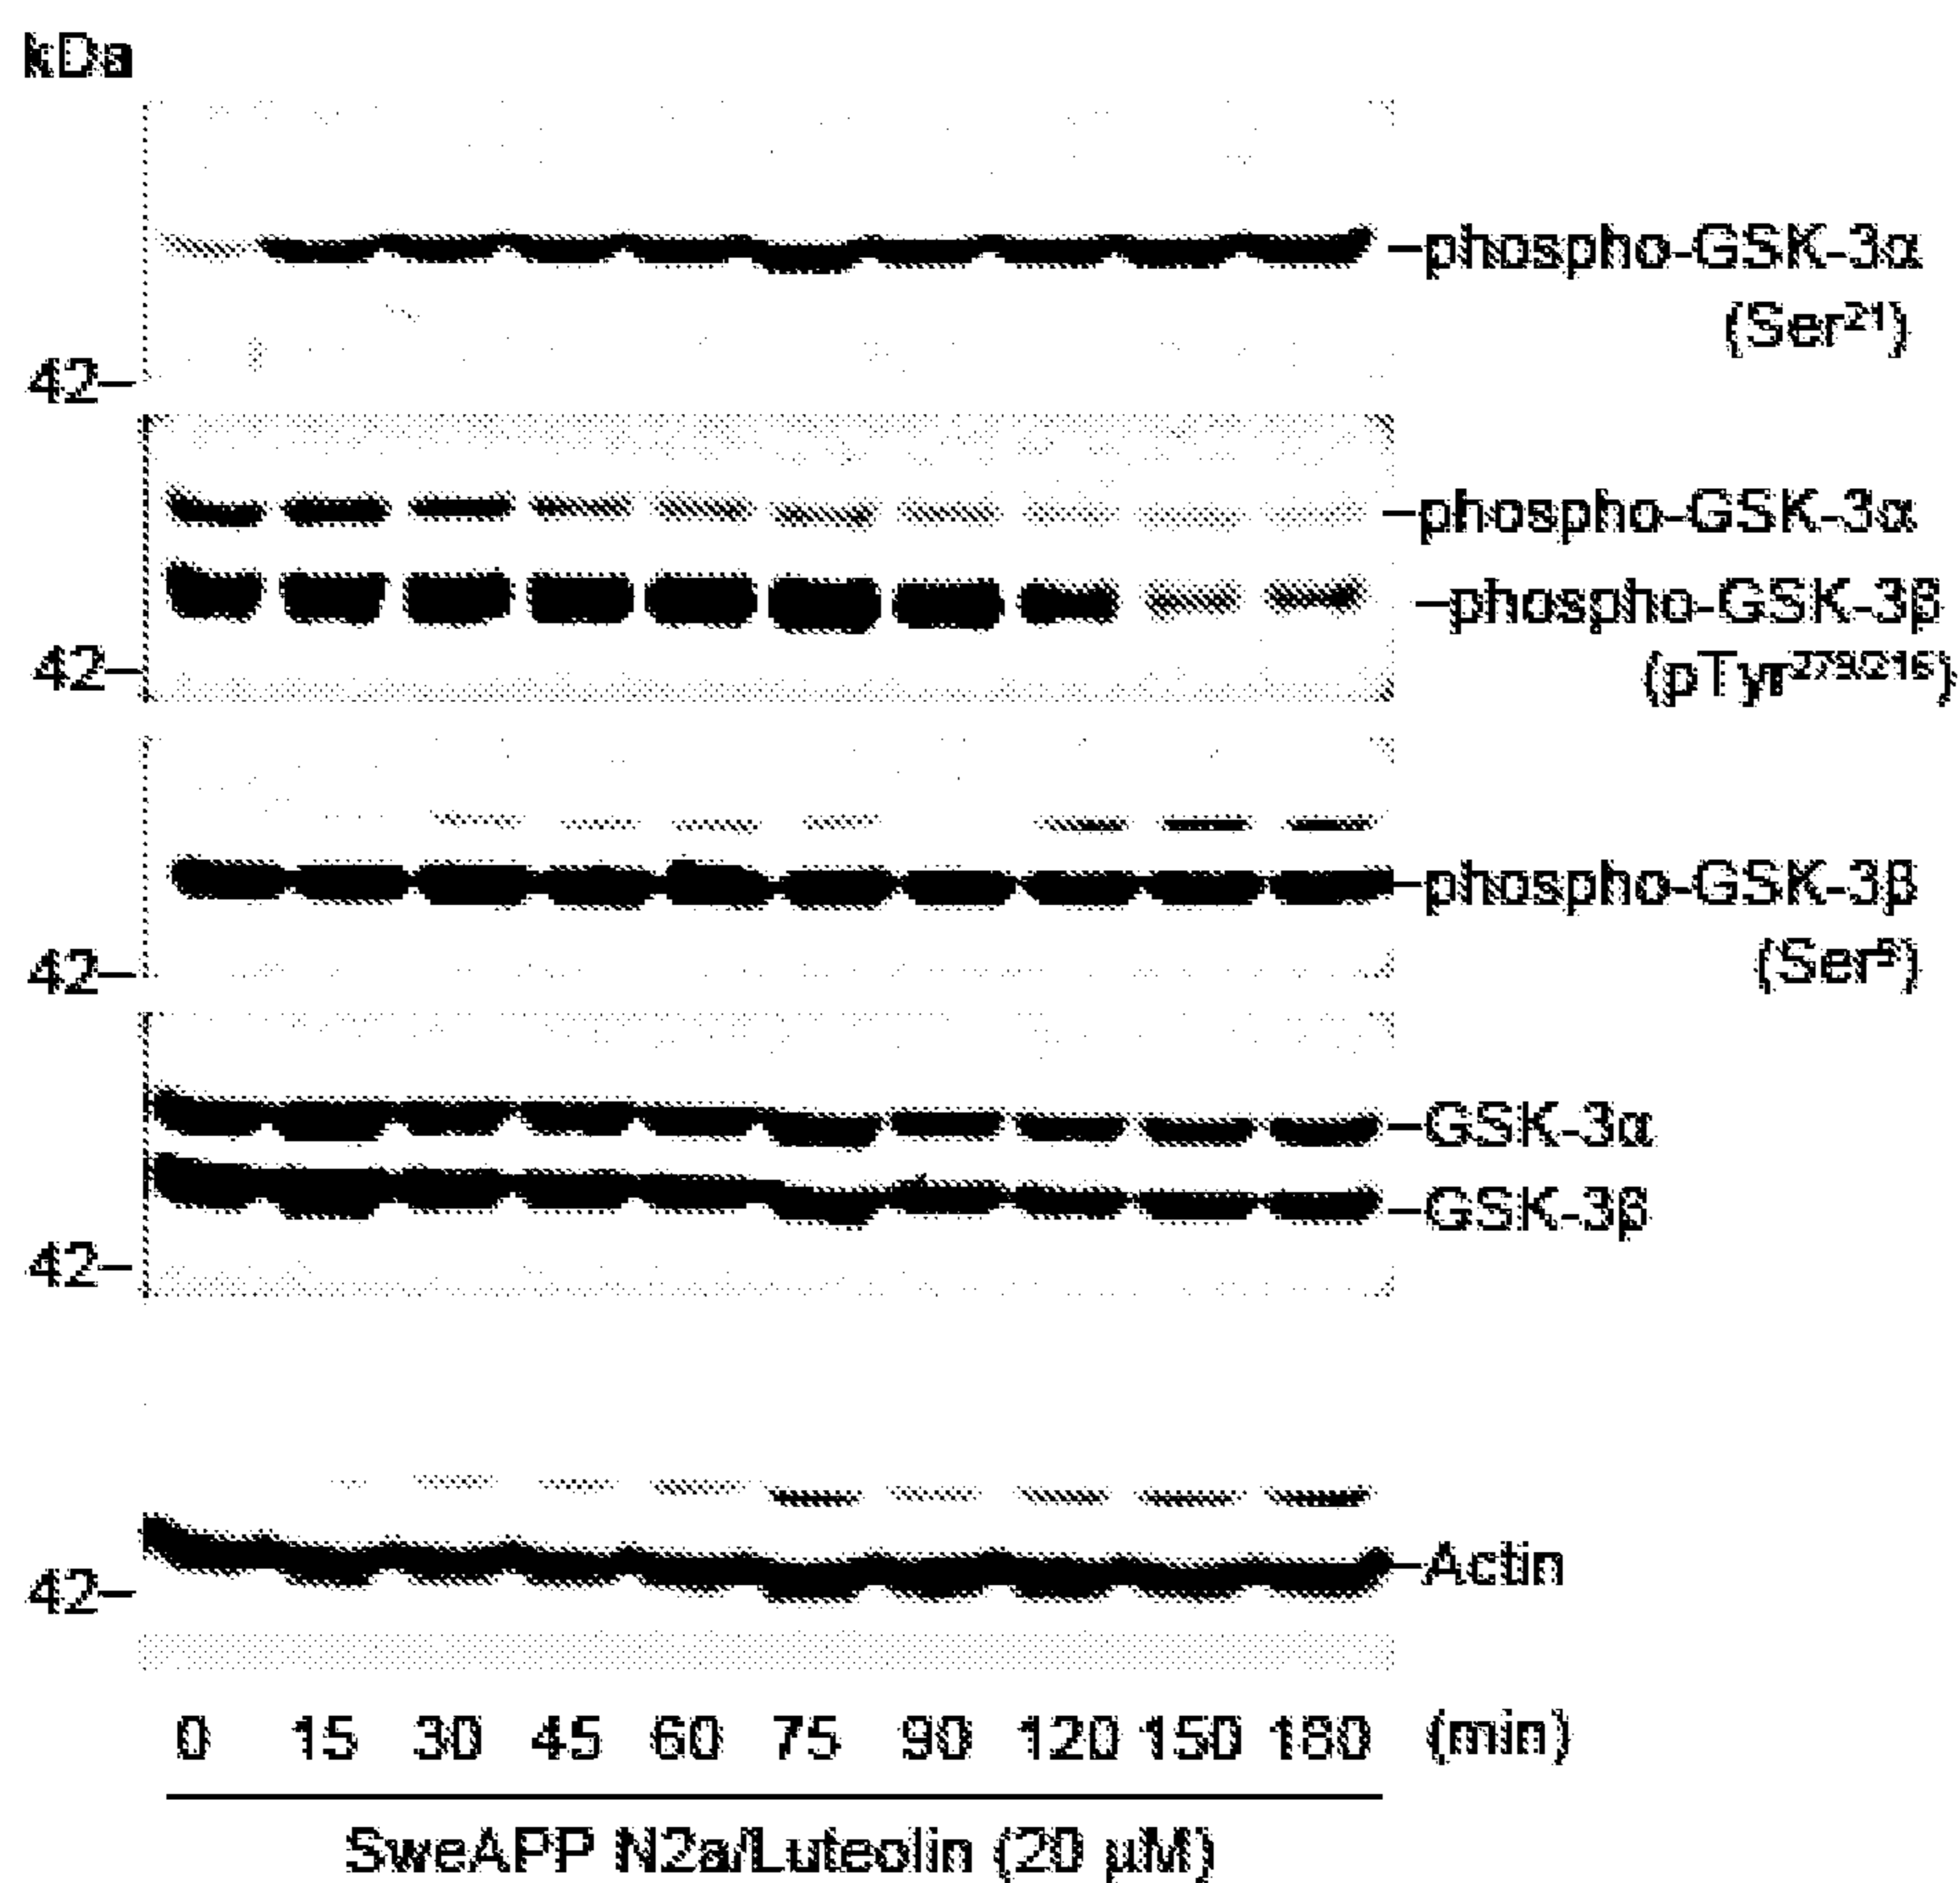 kDa
–phospho-GSK-3α
(Ser²¹)
42–
–phospho-GSK-3α
–phospho-GSK-3β
42–
(pTyr²⁷⁹/²¹⁶)
–phospho-GSK-3β
42–
(Ser⁹)
–GSK-3α
–GSK-3β
42–
–Actin
42–
0 15 30 45 60 75 90 120 150 180 (min)
SweAPP N2a/Luteolin (20 µM)